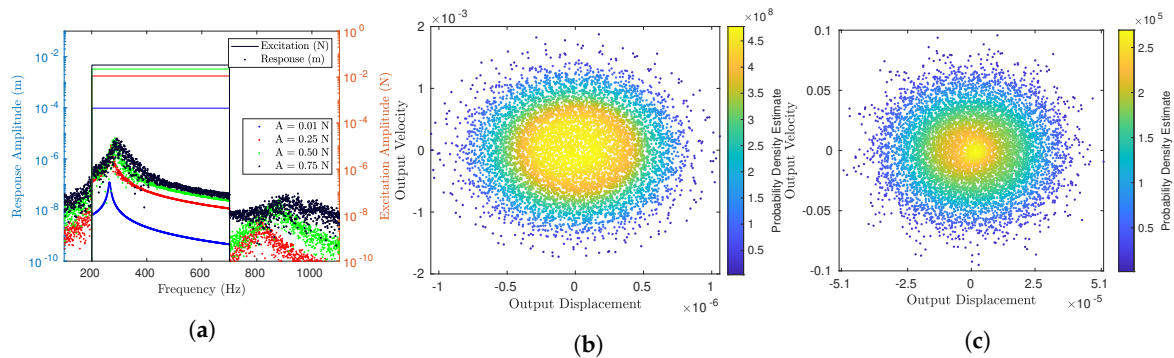 10^-2
10^-4
10^-6
10^-8
10^-10
Response Amplitude (m)
Excitation (N)
Response (m)
A = 0.01 N
A = 0.25 N
A = 0.50 N
A = 0.75 N
200 400 600 800 1000
Frequency (Hz)
10^0
10^-2
10^-4
10^-6
10^-8
10^-10
Excitation Amplitude (N)
(a)
×10^-3
2
1
0
-1
-2
Output Velocity
-1 -0.5 0 0.5 1
×10^-6
Output Displacement
×10^8
4.5
4
3.5
3
2.5
2
1.5
1
0.5
Probability Density Estimate
(b)
0.1
0.05
0
-0.05
-0.1
Output Velocity
-5.1 -2.5 0 2.5 5.1
×10^-5
Output Displacement
×10^5
2.5
2
1.5
1
0.5
Probability Density Estimate
(c)